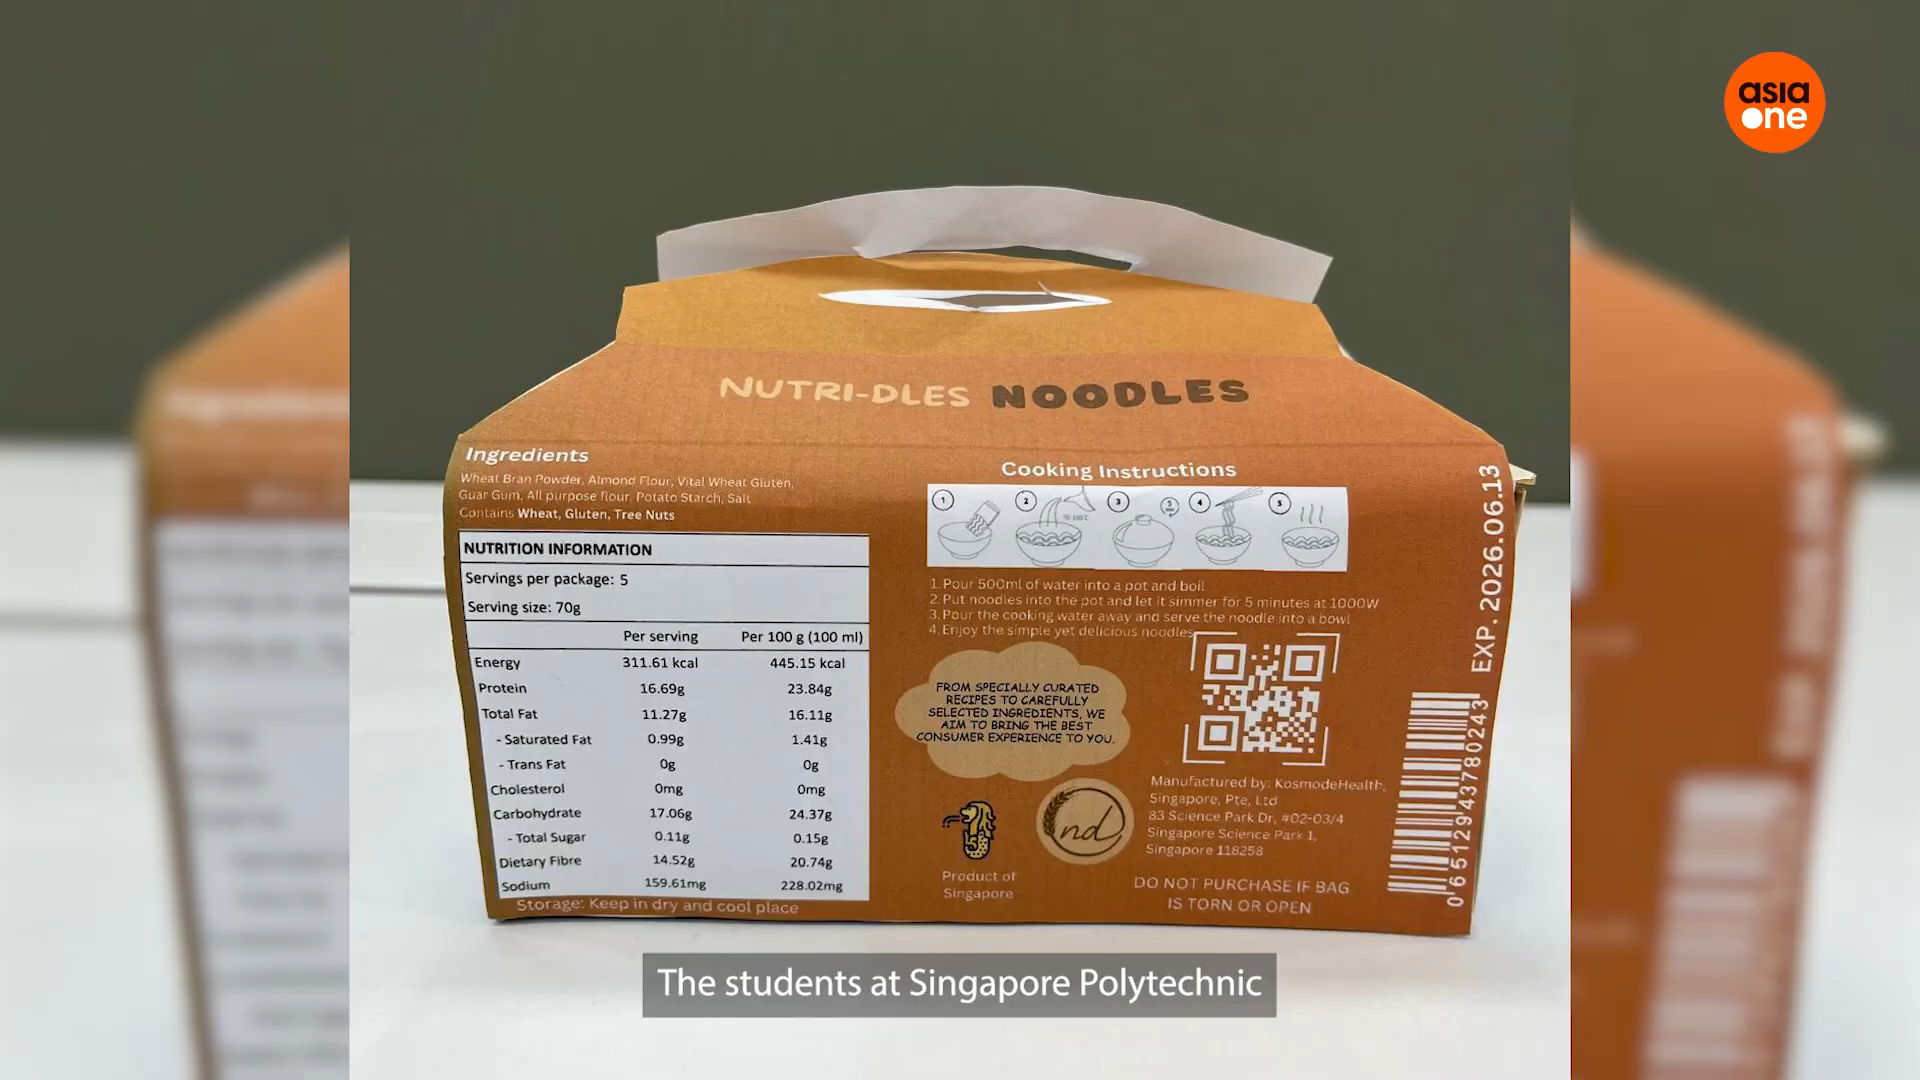 asia
one
NUTRI-DLES NOODLES
Ingredients
Wheat Bran Powder, Almond Flour, Vital Wheat Gluten,
Guar Gum, All purpose flour, Potato Starch, Salt
Contains Wheat, Gluten, Tree Nuts
NUTRITION INFORMATION
Servings per package: 5
Serving size: 70g
Per serving Per 100 g (100 ml)
Energy 311.61 kcal 445.15 kcal
Protein 16.69g 23.84g
Total Fat 11.27g 16.11g
- Saturated Fat 0.99g 1.41g
- Trans Fat 0g 0g
Cholesterol 0mg 0mg
Carbohydrate 17.06g 24.37g
- Total Sugar 0.11g 0.15g
Dietary Fibre 14.52g 20.74g
Sodium 159.61mg 228.02mg
Storage: Keep in dry and cool place
Cooking Instructions
1 2 3 4 5
1. Pour 500ml of water into a pot and boil
2. Put noodles into the pot and let it simmer for 5 minutes at 1000W
3. Pour the cooking water away and serve the noodle into a bowl
4. Enjoy the simple yet delicious noodles
FROM SPECIALLY CURATED
RECIPES TO CAREFULLY
SELECTED INGREDIENTS, WE
AIM TO BRING THE BEST
CONSUMER EXPERIENCE TO YOU.
Product of
Singapore
nd
Manufactured by: KosmodeHealth,
Singapore, Pte, Ltd
83 Science Park Dr, #02-03/4
Singapore Science Park 1,
Singapore 118258
DO NOT PURCHASE IF BAG
IS TORN OR OPEN
EXP. 2026.06.13
0 65129 43780243
The students at Singapore Polytechnic